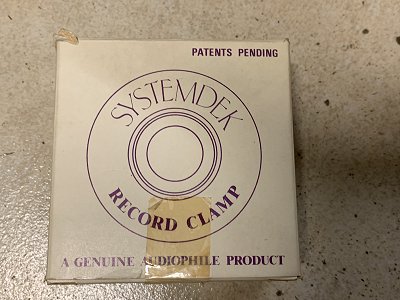 PATENTS PENDING
SYSTEMDEK
RECORD CLAMP
A GENUINE AUDIOPHILE PRODUCT